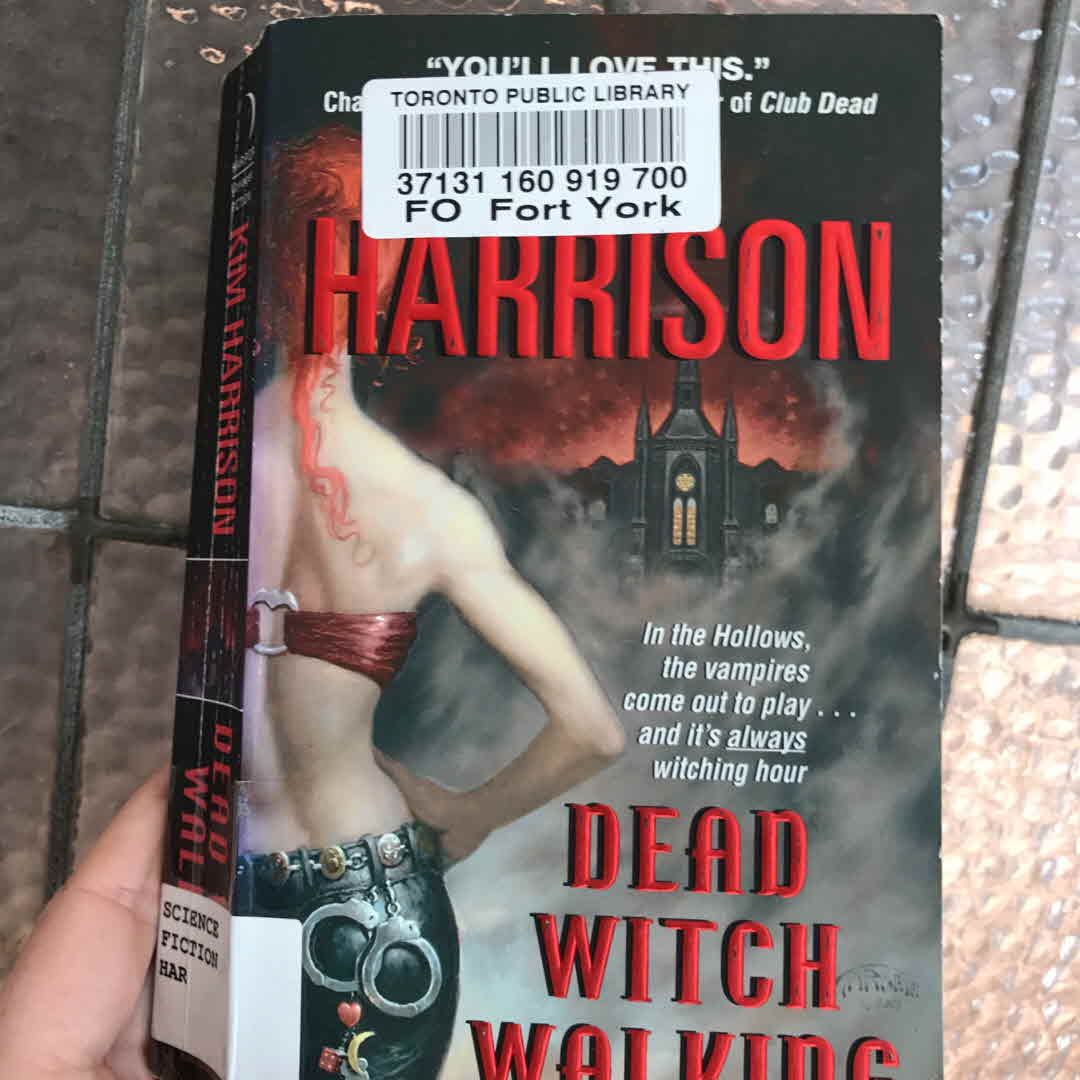 “YOU’LL LOVE THIS.”
of Club Dead
TORONTO PUBLIC LIBRARY
37131 160 919 700
FO Fort York
HARRISON
In the Hollows,
the vampires
come out to play . . .
and it’s always
witching hour
DEAD
WITCH
WALKING
KIM HARRISON
DEAD
SCIENCE
FICTION
HAR